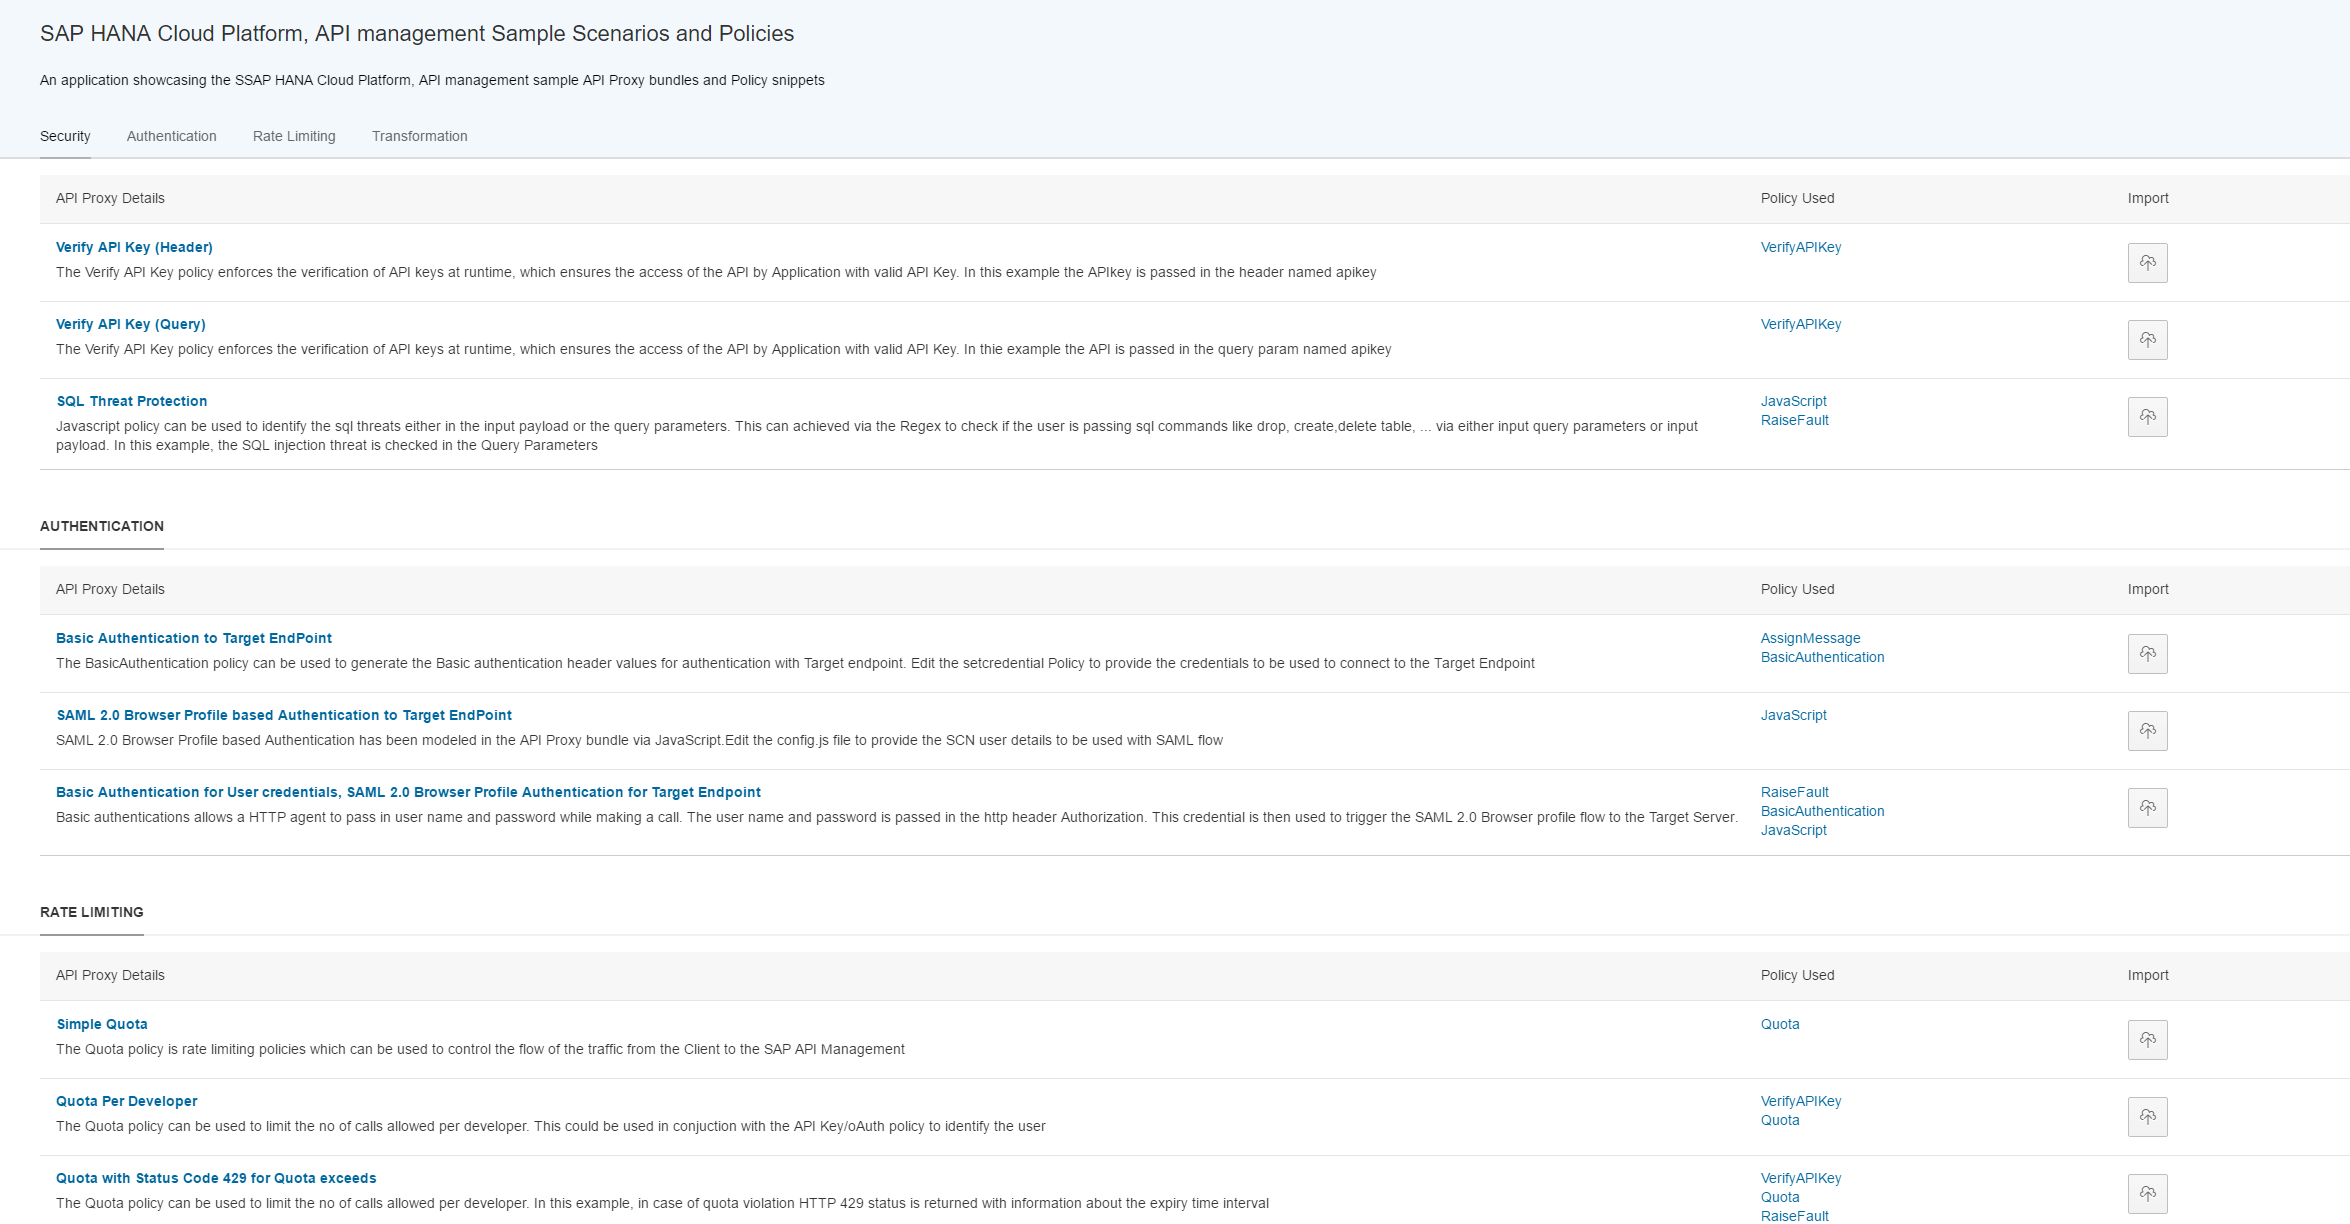 SAP HANA Cloud Platform, API management Sample Scenarios and Policies
An application showcasing the SSAP HANA Cloud Platform, API management sample API Proxy bundles and Policy snippets
Security Authentication Rate Limiting Transformation
API Proxy Details Policy Used Import
Verify API Key (Header) VerifyAPIKey
The Verify API Key policy enforces the verification of API keys at runtime, which ensures the access of the API by Application with valid API Key. In this example the APIkey is passed in the header named apikey
Verify API Key (Query) VerifyAPIKey
The Verify API Key policy enforces the verification of API keys at runtime, which ensures the access of the API by Application with valid API Key. In thie example the API is passed in the query param named apikey
SQL Threat Protection JavaScript
RaiseFault
Javascript policy can be used to identify the sql threats either in the input payload or the query parameters. This can achieved via the Regex to check if the user is passing sql commands like drop, create,delete table, ... via either input query parameters or input
payload. In this example, the SQL injection threat is checked in the Query Parameters
AUTHENTICATION
API Proxy Details Policy Used Import
Basic Authentication to Target EndPoint AssignMessage
BasicAuthentication
The BasicAuthentication policy can be used to generate the Basic authentication header values for authentication with Target endpoint. Edit the setcredential Policy to provide the credentials to be used to connect to the Target Endpoint
SAML 2.0 Browser Profile based Authentication to Target EndPoint JavaScript
SAML 2.0 Browser Profile based Authentication has been modeled in the API Proxy bundle via JavaScript.Edit the config.js file to provide the SCN user details to be used with SAML flow
Basic Authentication for User credentials, SAML 2.0 Browser Profile Authentication for Target Endpoint RaiseFault
BasicAuthentication
Basic authentications allows a HTTP agent to pass in user name and password while making a call. The user name and password is passed in the http header Authorization. This credential is then used to trigger the SAML 2.0 Browser profile flow to the Target Server.
JavaScript
RATE LIMITING
API Proxy Details Policy Used Import
Simple Quota Quota
The Quota policy is rate limiting policies which can be used to control the flow of the traffic from the Client to the SAP API Management
Quota Per Developer VerifyAPIKey
Quota
The Quota policy can be used to limit the no of calls allowed per developer. This could be used in conjuction with the API Key/oAuth policy to identify the user
Quota with Status Code 429 for Quota exceeds VerifyAPIKey
Quota
The Quota policy can be used to limit the no of calls allowed per developer. In this example, in case of quota violation HTTP 429 status is returned with information about the expiry time interval
RaiseFault